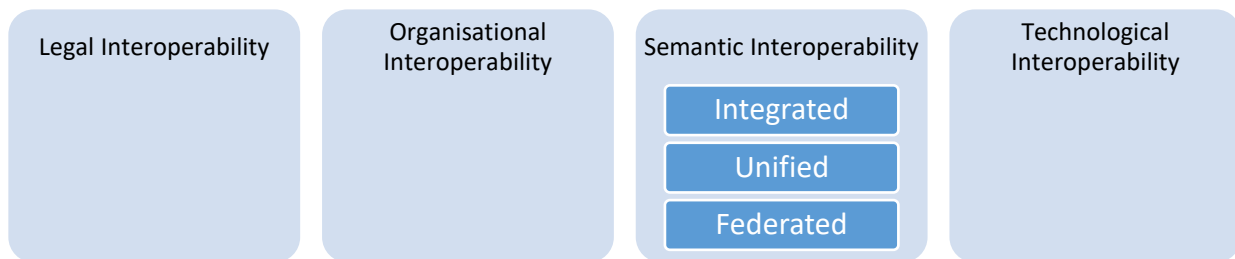 Legal Interoperability
Organisational
Interoperability
Semantic Interoperability
Integrated
Unified
Federated
Technological
Interoperability